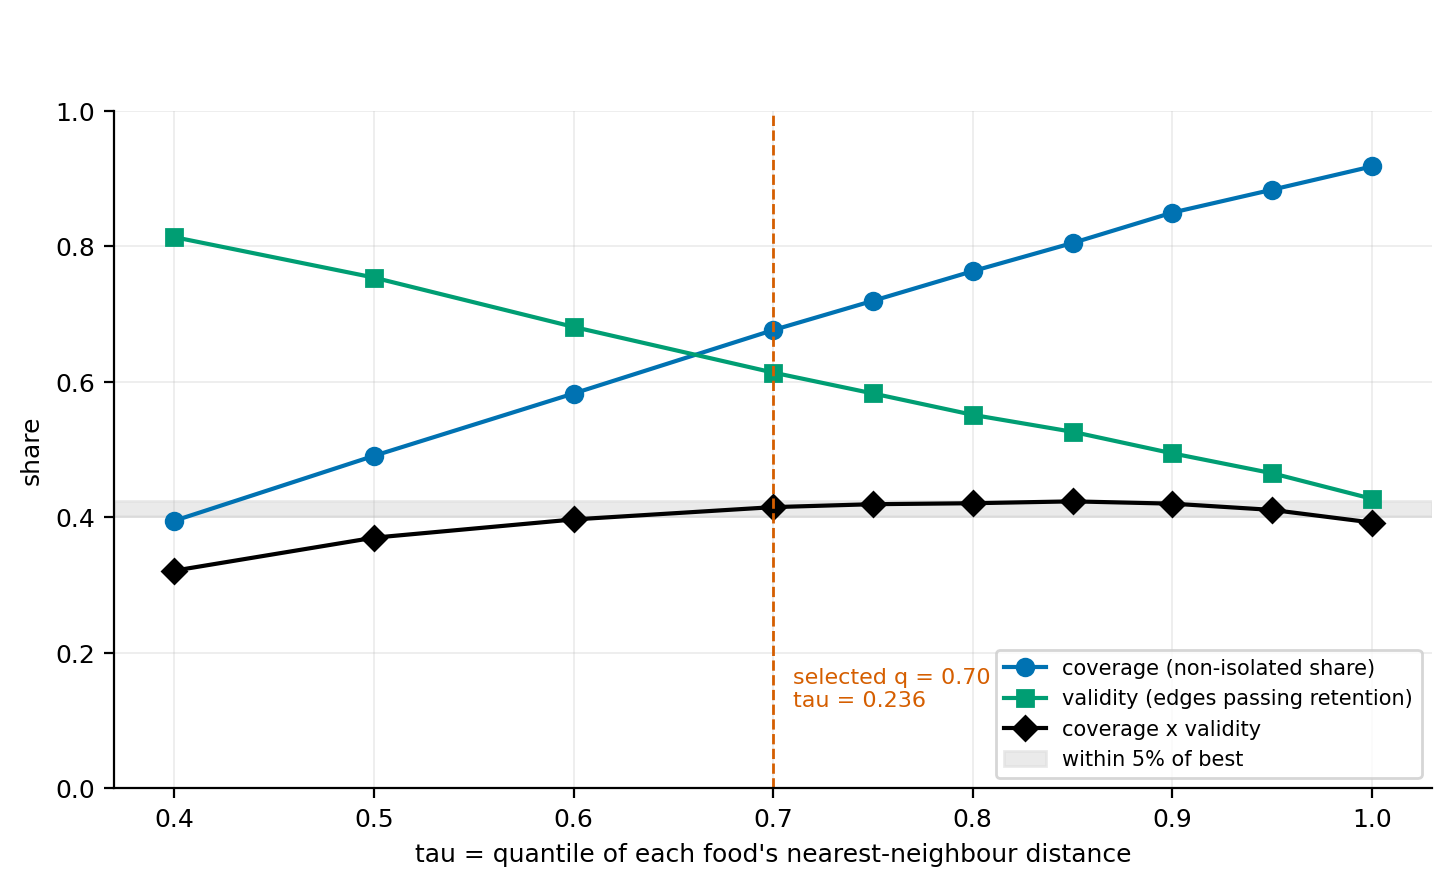 1.0
0.8
0.6
0.4
0.2
0.0
share
selected q = 0.70
tau = 0.236
coverage (non-isolated share)
validity (edges passing retention)
coverage x validity
within 5% of best
0.4 0.5 0.6 0.7 0.8 0.9 1.0
tau = quantile of each food's nearest-neighbour distance